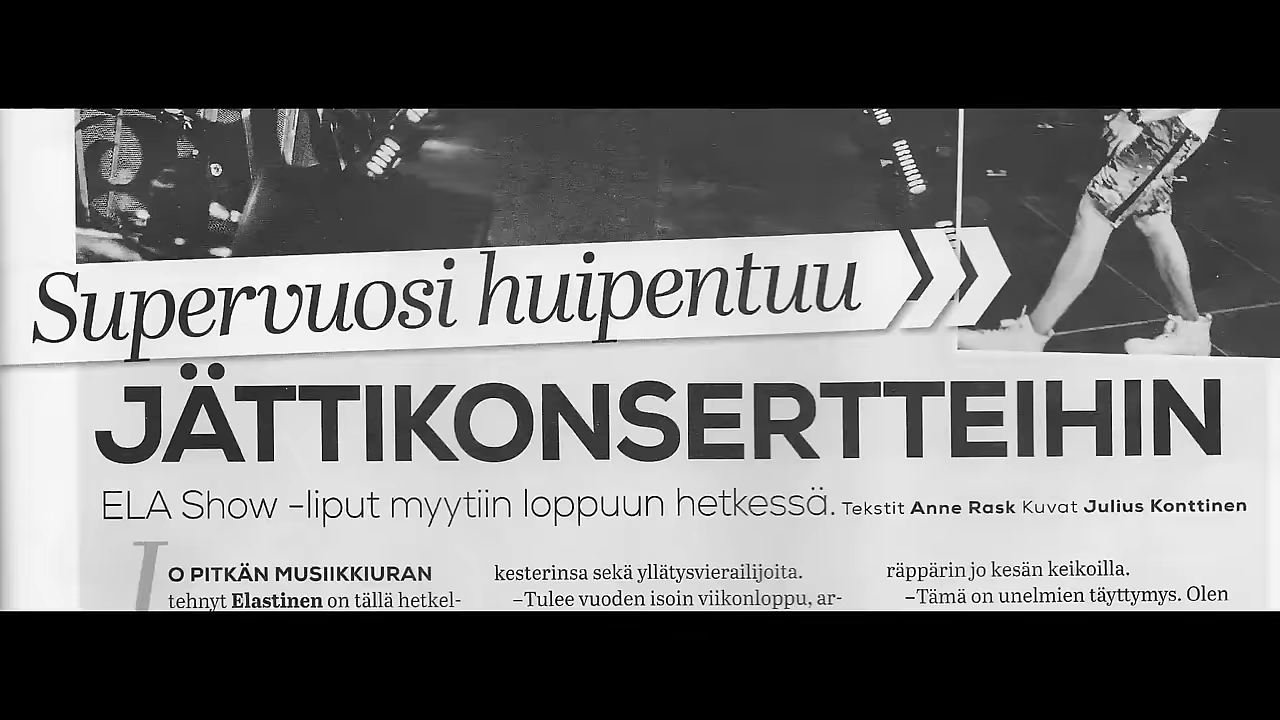 Supervuosi huipentuu
JÄTTIKONSERTTEIHIN
ELA Show –liput myytiin loppuun hetkessä. Tekstit Anne Rask Kuvat Julius Konttinen
JO PITKÄN MUSIIKKIURAN
tehnyt Elastinen on tällä hetkel-
kesterinsa sekä yllätysvierailijoita.
–Tulee vuoden isoin viikonloppu, ar-
räppärin jo kesän keikoilla.
–Tämä on unelmien täyttymys. Olen